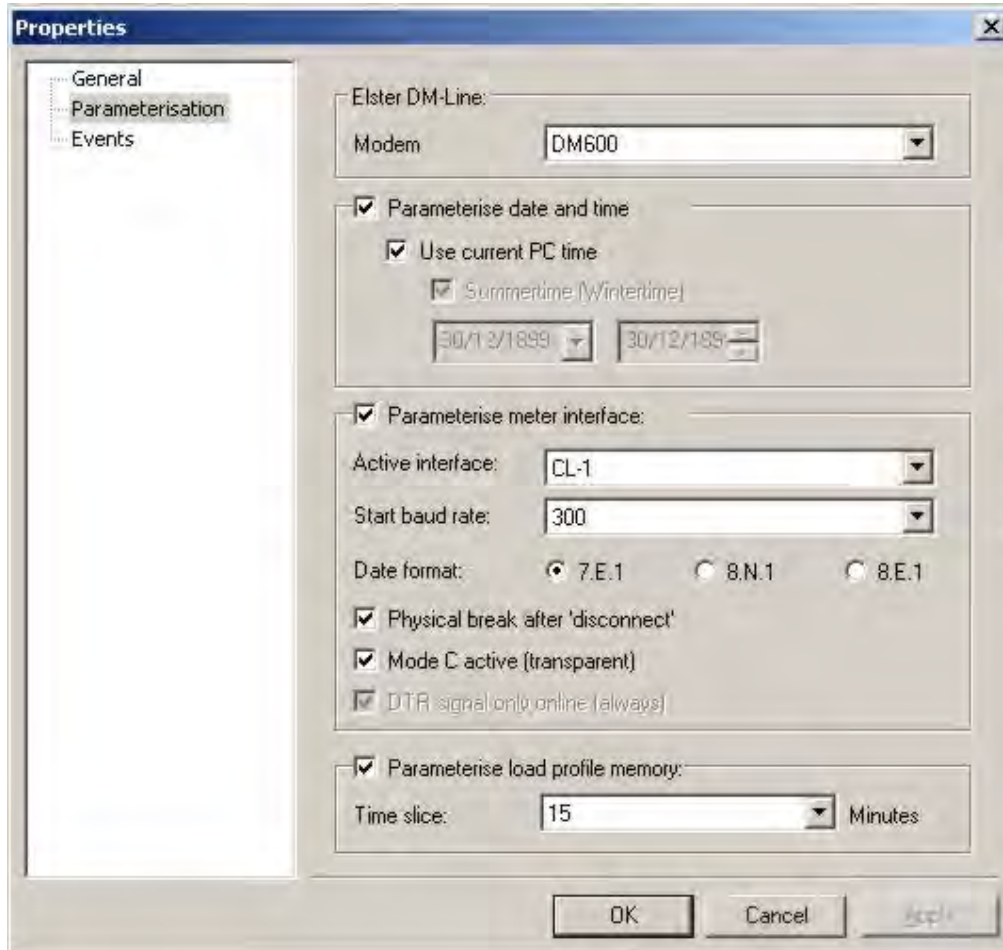 Properties
General
Parameterisation
Events
Elster DM-Line:
Modem DM600
Parameterise date and time
Use current PC time
Summertime (Wintertime)
30/12/1899 30/12/189
Parameterise meter interface:
Active interface: CL-1
Start baud rate: 300
Date format: 7.E.1 8.N.1 8.E.1
Physical break after 'disconnect'
Mode C active (transparent)
DTR signal only online (always)
Parameterise load profile memory:
Time slice: 15 Minutes
OK Cancel Apply